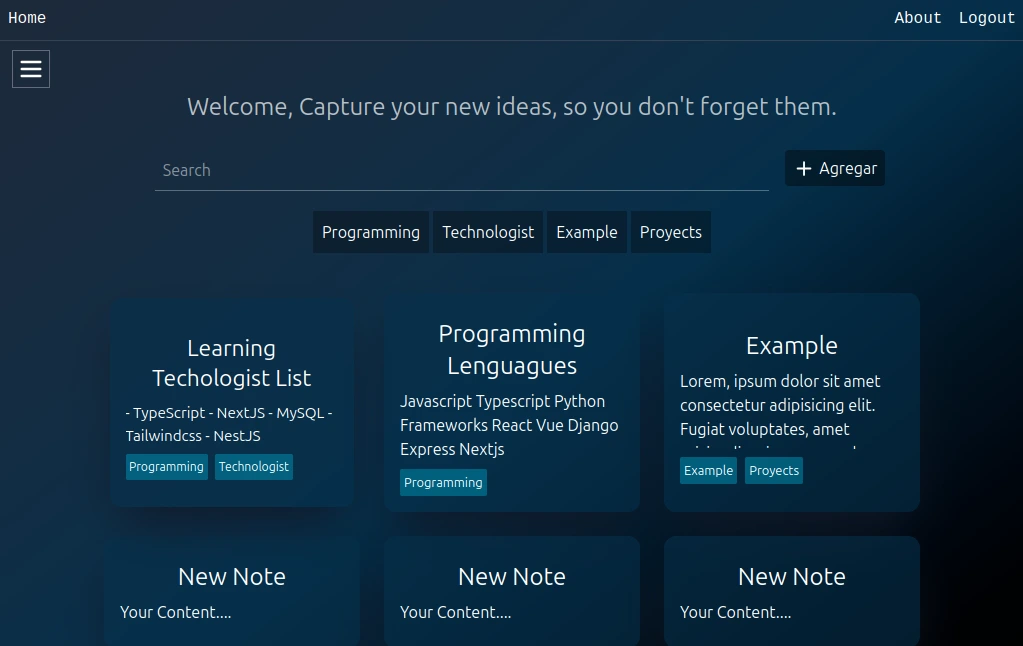 Home
About Logout
Welcome, Capture your new ideas, so you don't forget them.
Search
Agregar
Programming Technologist Example Proyects
Learning
Techologist List
- TypeScript - NextJS - MySQL -
Tailwindcss - NestJS
Programming Technologist
Programming
Lenguagues
Javascript Typescript Python
Frameworks React Vue Django
Express Nextjs
Programming
Example
Lorem, ipsum dolor sit amet
consectetur adipisicing elit.
Fugiat voluptates, amet
Example Proyects
New Note
Your Content....
New Note
Your Content....
New Note
Your Content....